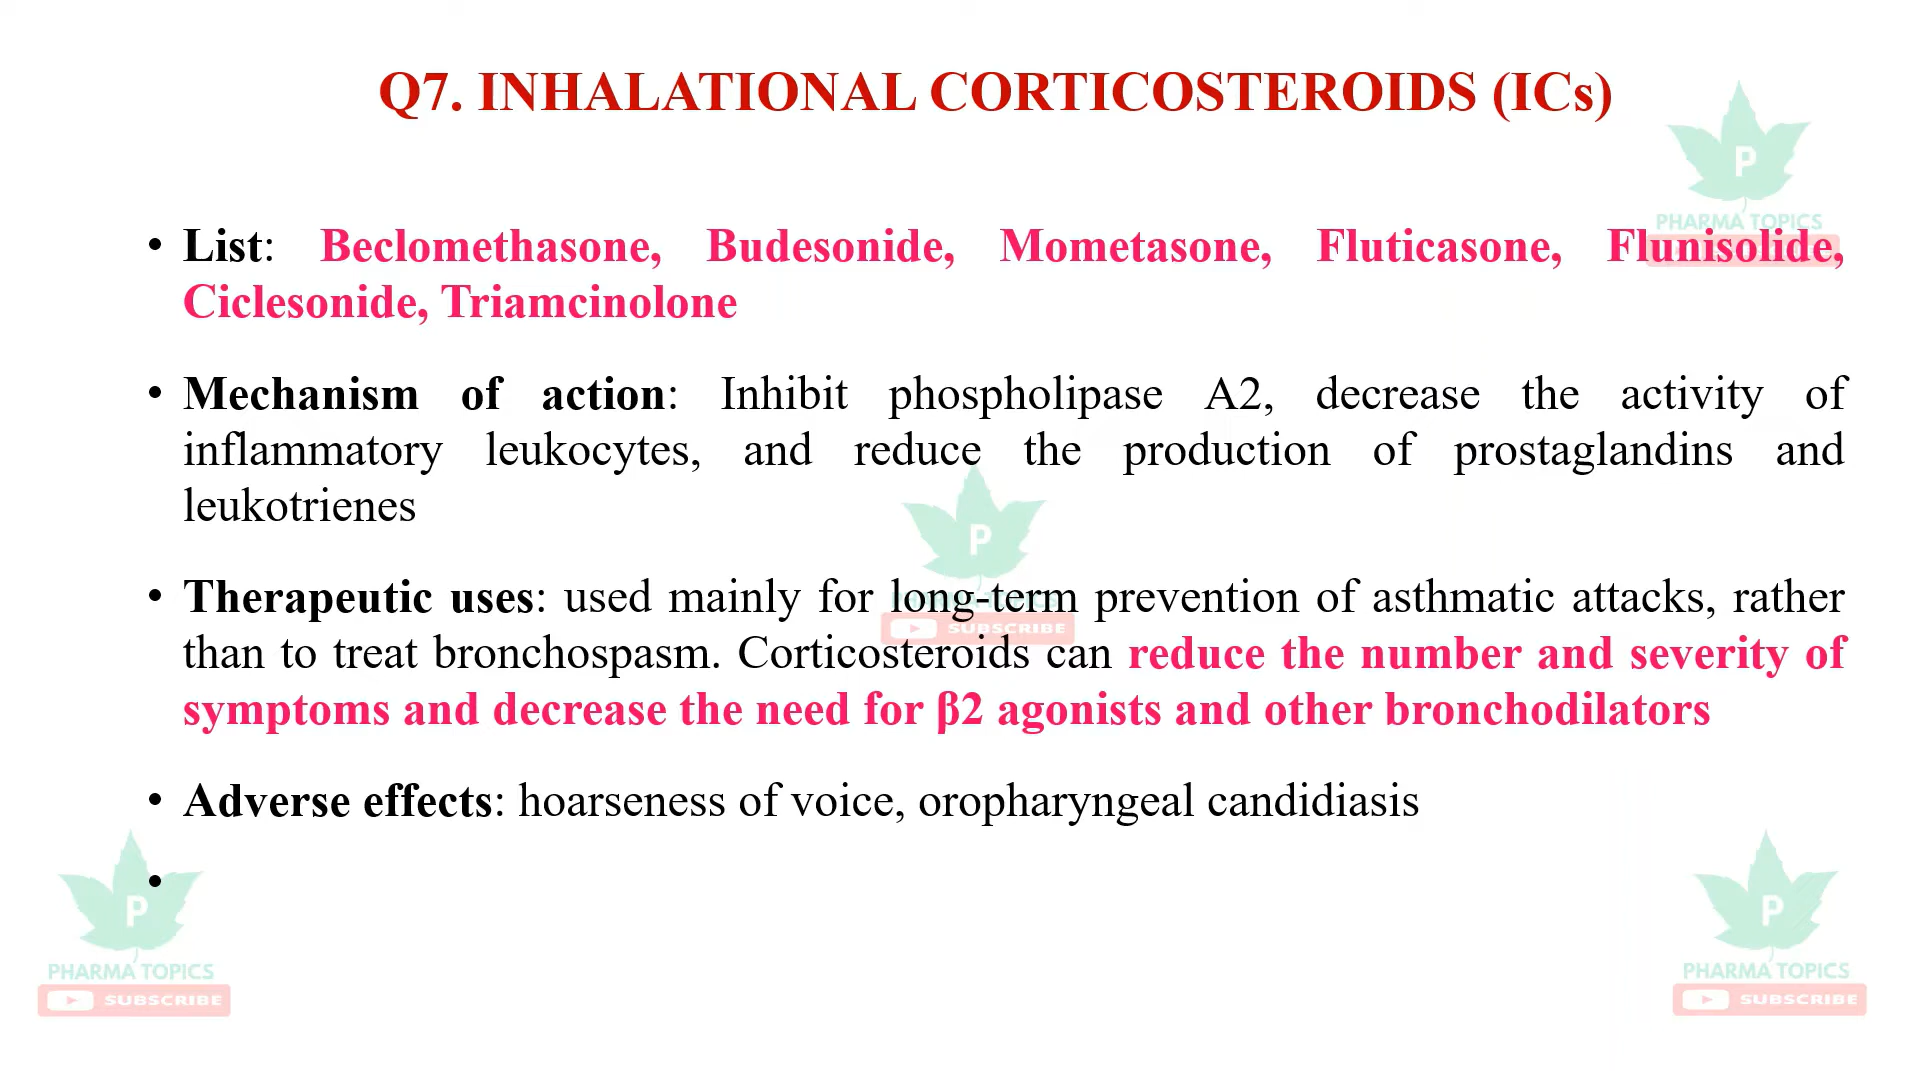 Q7. INHALATIONAL CORTICOSTEROIDS (ICs)
P
PHARMA TOPICS
• List: Beclomethasone, Budesonide, Mometasone, Fluticasone, Flunisolide,
Ciclesonide, Triamcinolone
• Mechanism of action: Inhibit phospholipase A2, decrease the activity of
inflammatory leukocytes, and reduce the production of prostaglandins and
leukotrienes
P
• Therapeutic uses: used mainly for long-term prevention of asthmatic attacks, rather
SUBSCRIBE
than to treat bronchospasm. Corticosteroids can reduce the number and severity of
symptoms and decrease the need for β2 agonists and other bronchodilators
• Adverse effects: hoarseness of voice, oropharyngeal candidiasis
•
P
PHARMA TOPICS
SUBSCRIBE
P
PHARMA TOPICS
SUBSCRIBE